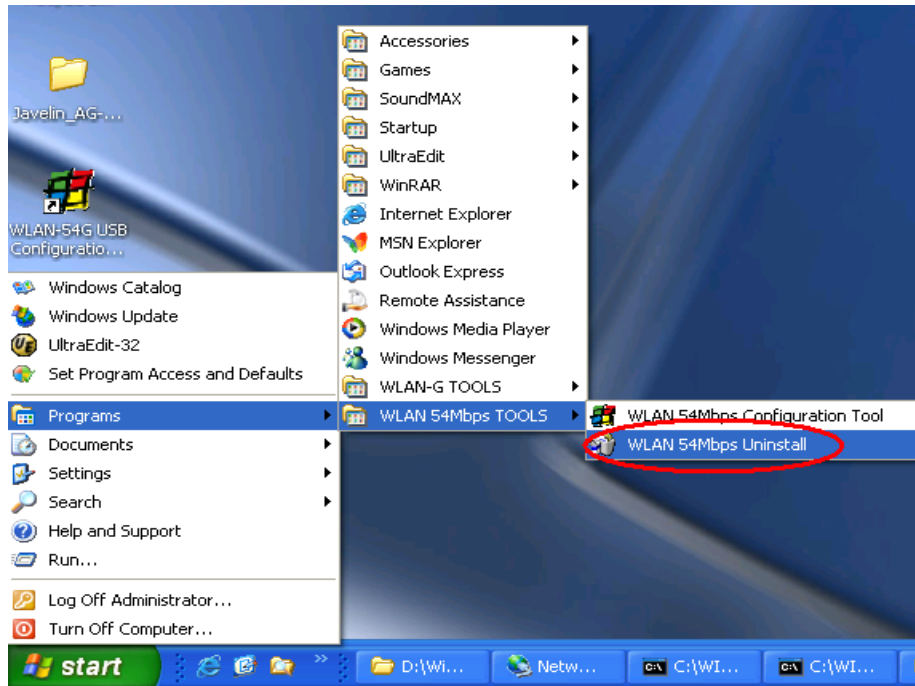 Javelin_AG-...
WLAN-54G USB
Configuratio...
Windows Catalog
Windows Update
UltraEdit-32
Set Program Access and Defaults
Programs
Documents
Settings
Search
Help and Support
Run...
Log Off Administrator...
Turn Off Computer...
Accessories
Games
SoundMAX
Startup
UltraEdit
WinRAR
Internet Explorer
MSN Explorer
Outlook Express
Remote Assistance
Windows Media Player
Windows Messenger
WLAN-G TOOLS
WLAN 54Mbps TOOLS
WLAN 54Mbps Configuration Tool
WLAN 54Mbps Uninstall
start
D:\Wi...
Netw...
C:\WI...
C:\WI...